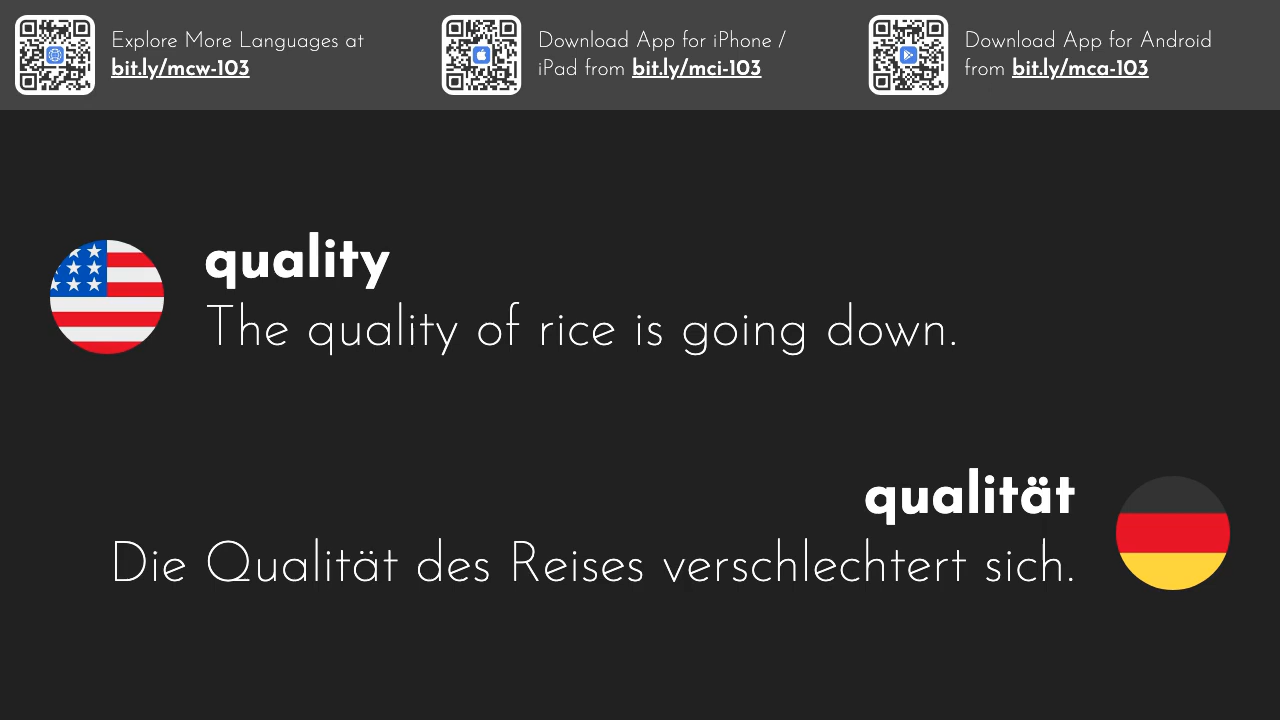 Explore More Languages at
bit.ly/mcw-103
Download App for iPhone /
iPad from bit.ly/mci-103
Download App for Android
from bit.ly/mca-103
quality
The quality of rice is going down.
qualität
Die Qualität des Reises verschlechtert sich.